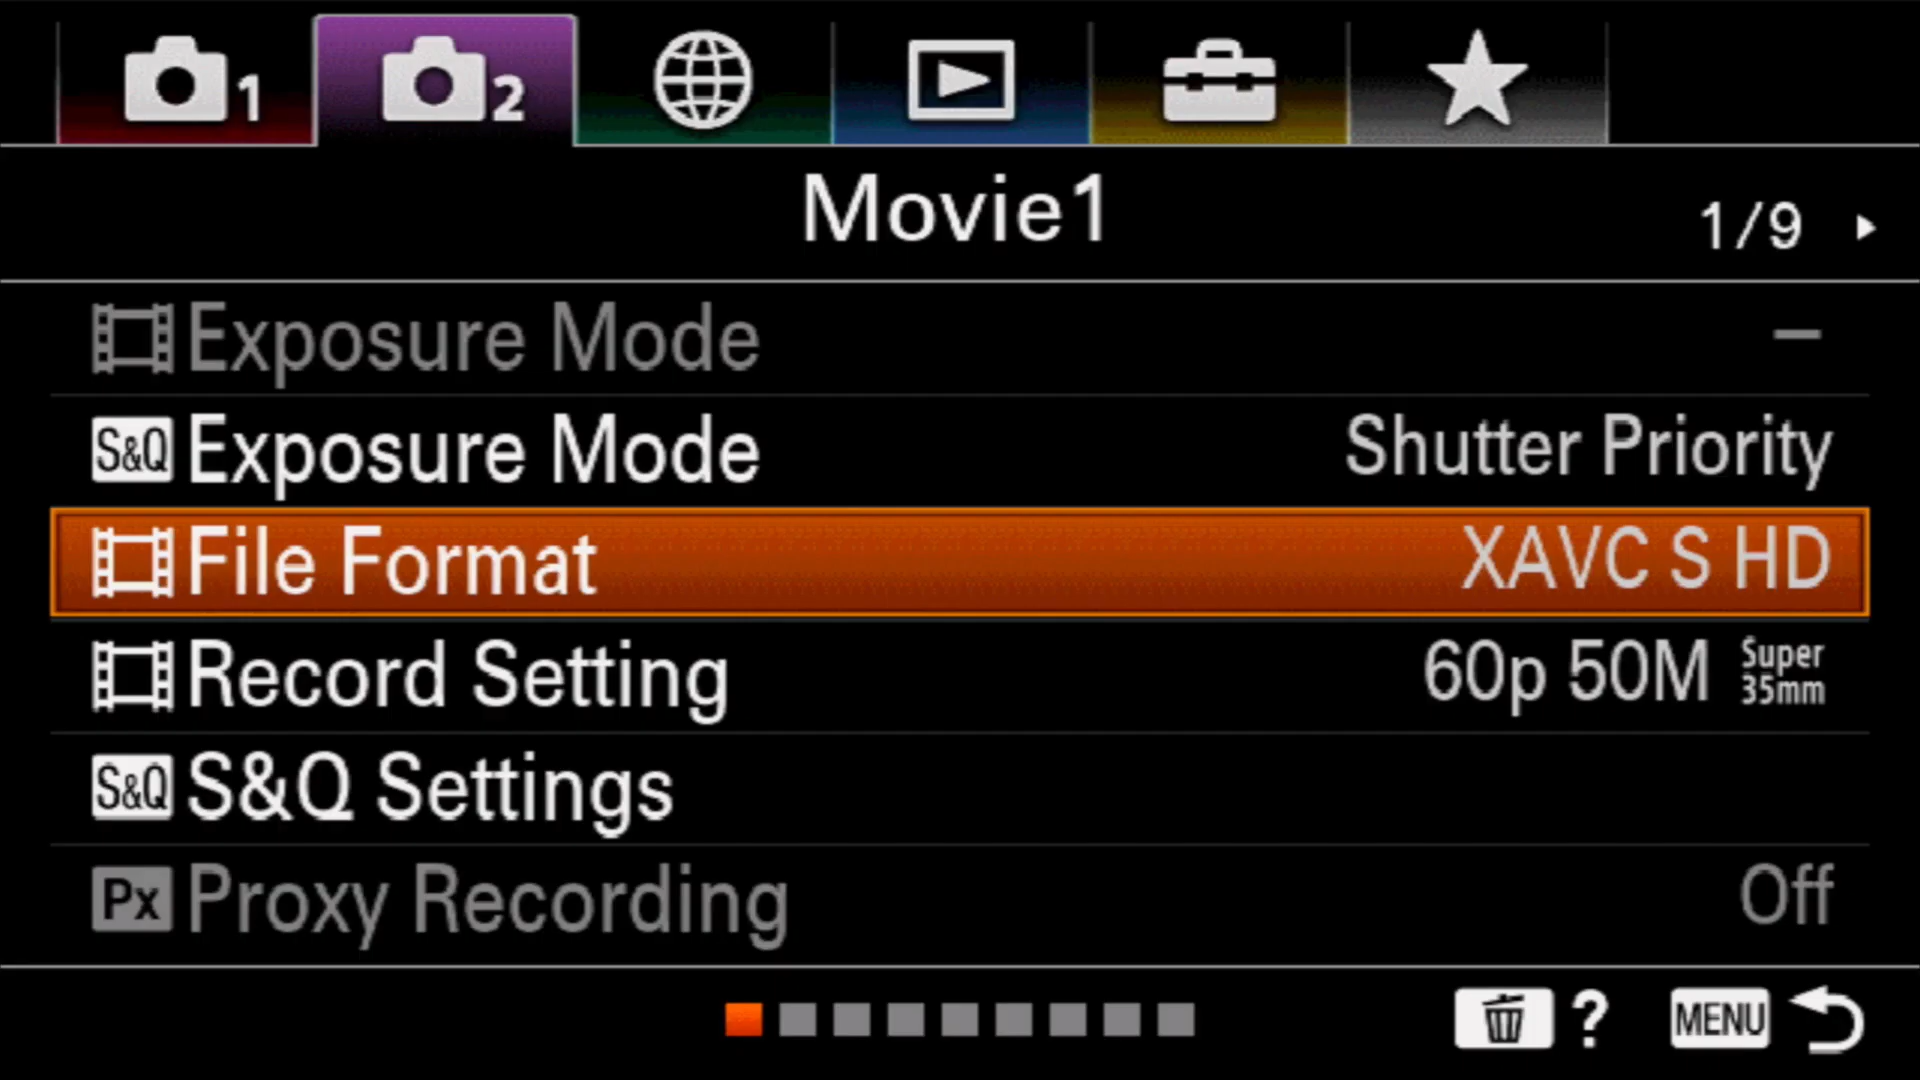 1
2
Movie1
1/9
Exposure Mode –
S&Q Exposure Mode Shutter Priority
File Format XAVC S HD
Record Setting 60p 50M Super 35mm
S&Q S&Q Settings
Px Proxy Recording Off
? MENU